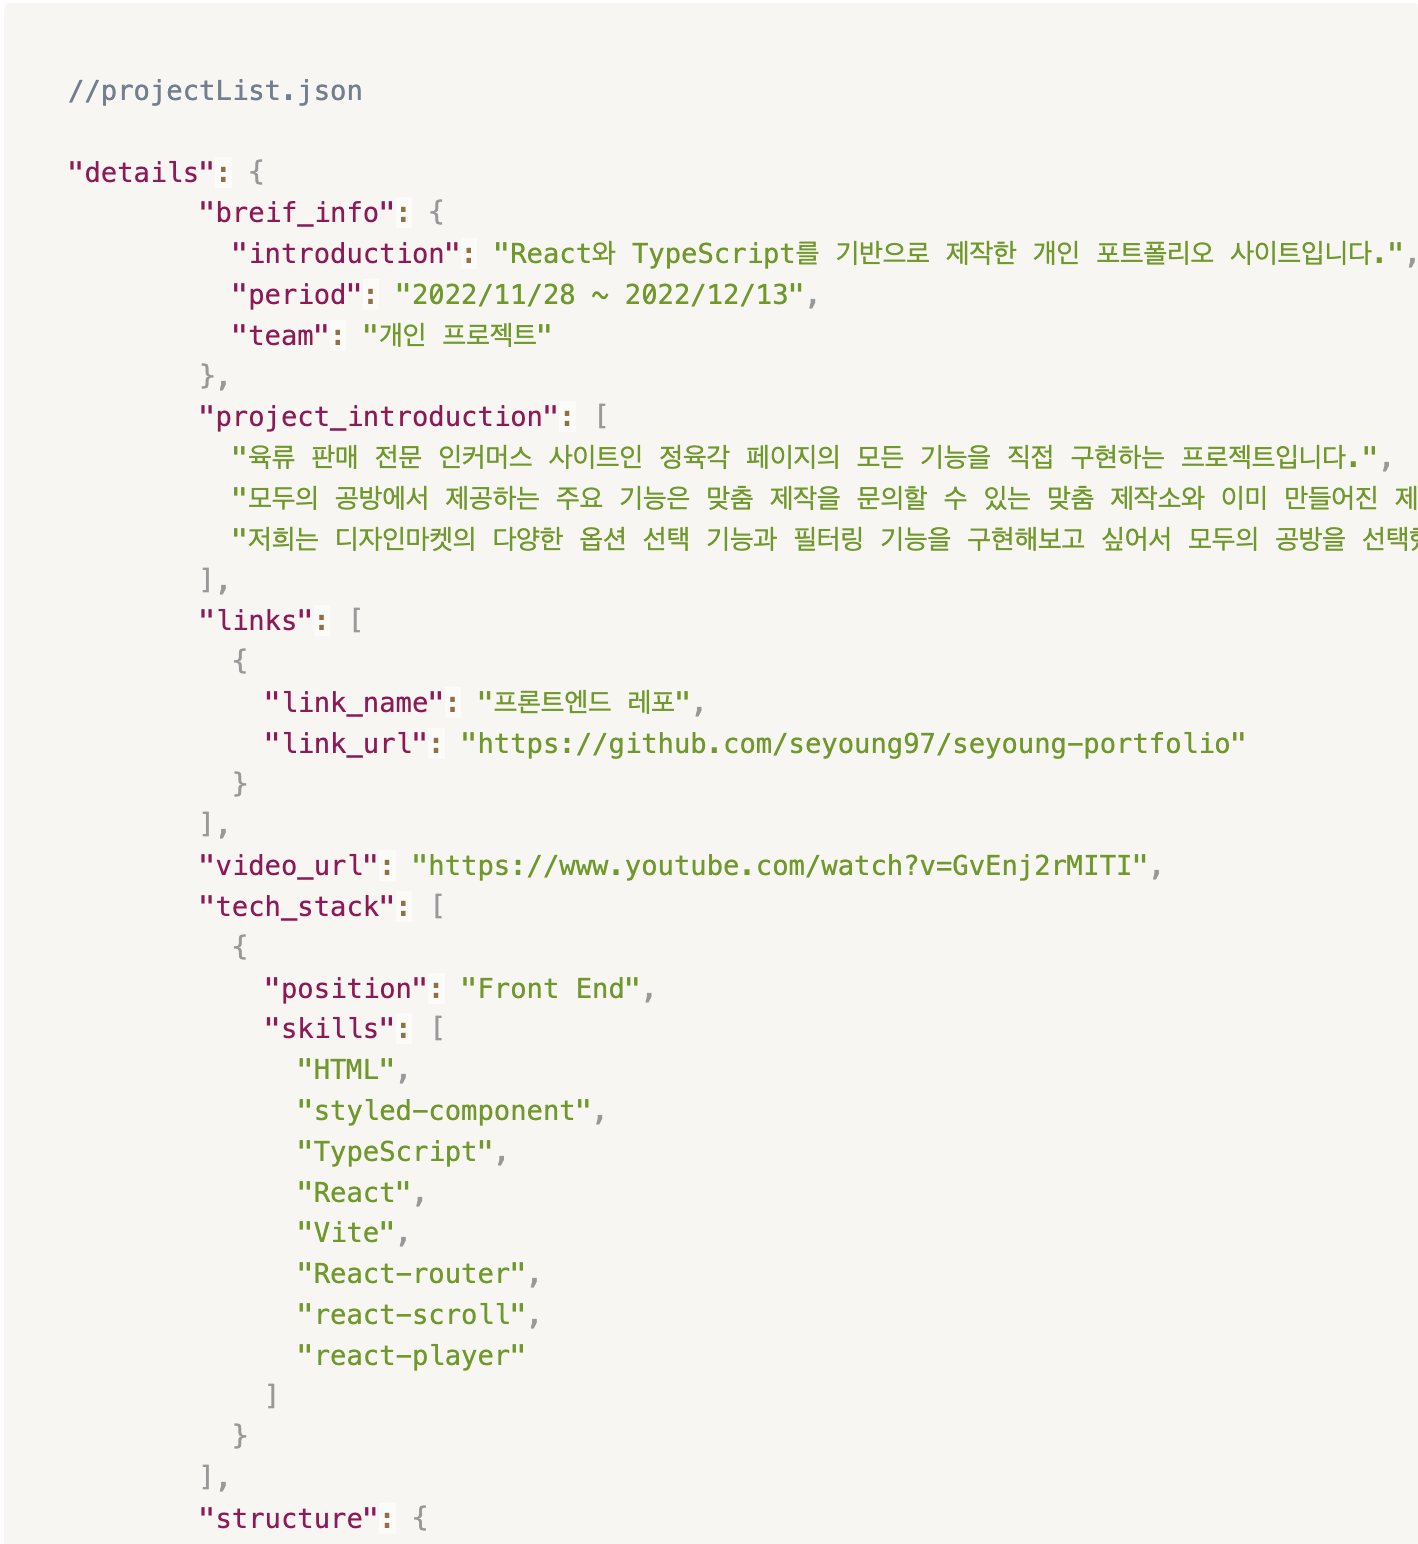 //projectList.json
"details": {
"breif_info": {
"introduction": "React와 TypeScript를 기반으로 제작한 개인 포트폴리오 사이트입니다.",
"period": "2022/11/28 ~ 2022/12/13",
"team": "개인 프로젝트"
},
"project_introduction": [
"육류 판매 전문 인커머스 사이트인 정육각 페이지의 모든 기능을 직접 구현하는 프로젝트입니다.",
"모두의 공방에서 제공하는 주요 기능은 맞춤 제작을 문의할 수 있는 맞춤 제작소와 이미 만들어진 제
"저희는 디자인마켓의 다양한 옵션 선택 기능과 필터링 기능을 구현해보고 싶어서 모두의 공방을 선택
],
"links": [
{
"link_name": "프론트엔드 레포",
"link_url": "https://github.com/seyoung97/seyoung-portfolio"
}
],
"video_url": "https://www.youtube.com/watch?v=GvEnj2rMITI",
"tech_stack": [
{
"position": "Front End",
"skills": [
"HTML",
"styled-component",
"TypeScript",
"React",
"Vite",
"React-router",
"react-scroll",
"react-player"
]
}
],
"structure": {